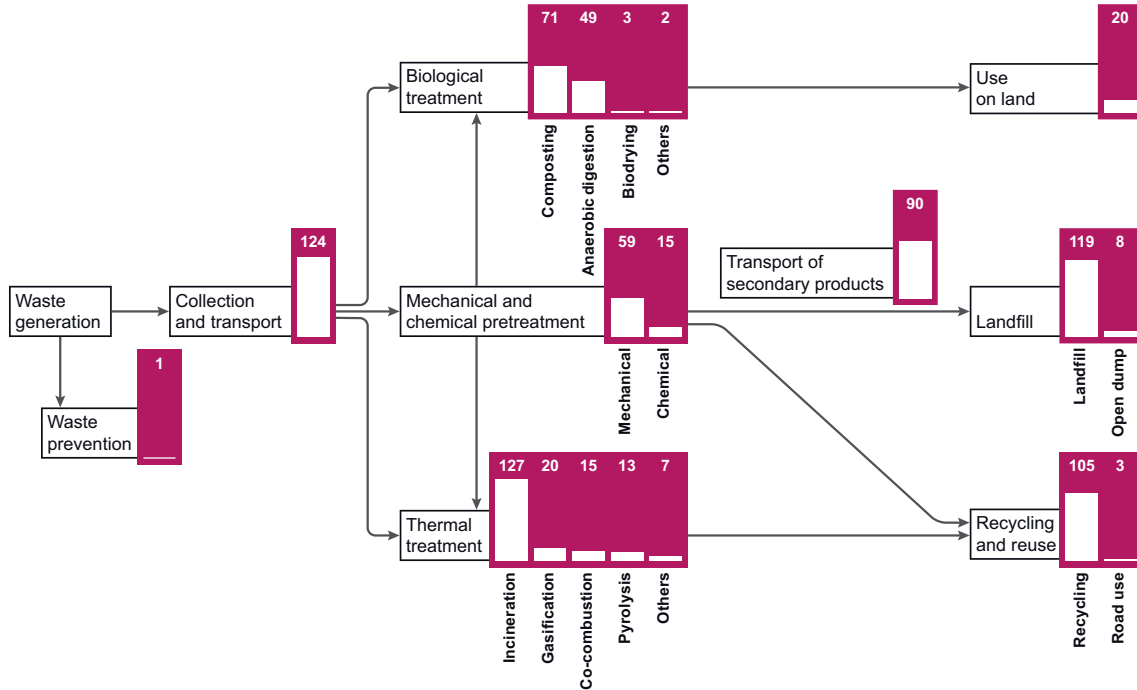 71 49 3 2
Biological
treatment
Composting
Anaerobic digestion
Biodrying
Others
Use
on land
20
Waste
generation
Collection
and transport
124
Mechanical and
chemical pretreatment
59 15
Mechanical
Chemical
Transport of
secondary products
90
Landfill
119 8
Landfill
Open dump
Waste
prevention
1
Thermal
treatment
127 20 15 13 7
Incineration
Gasification
Co-combustion
Pyrolysis
Others
Recycling
and reuse
105 3
Recycling
Road use